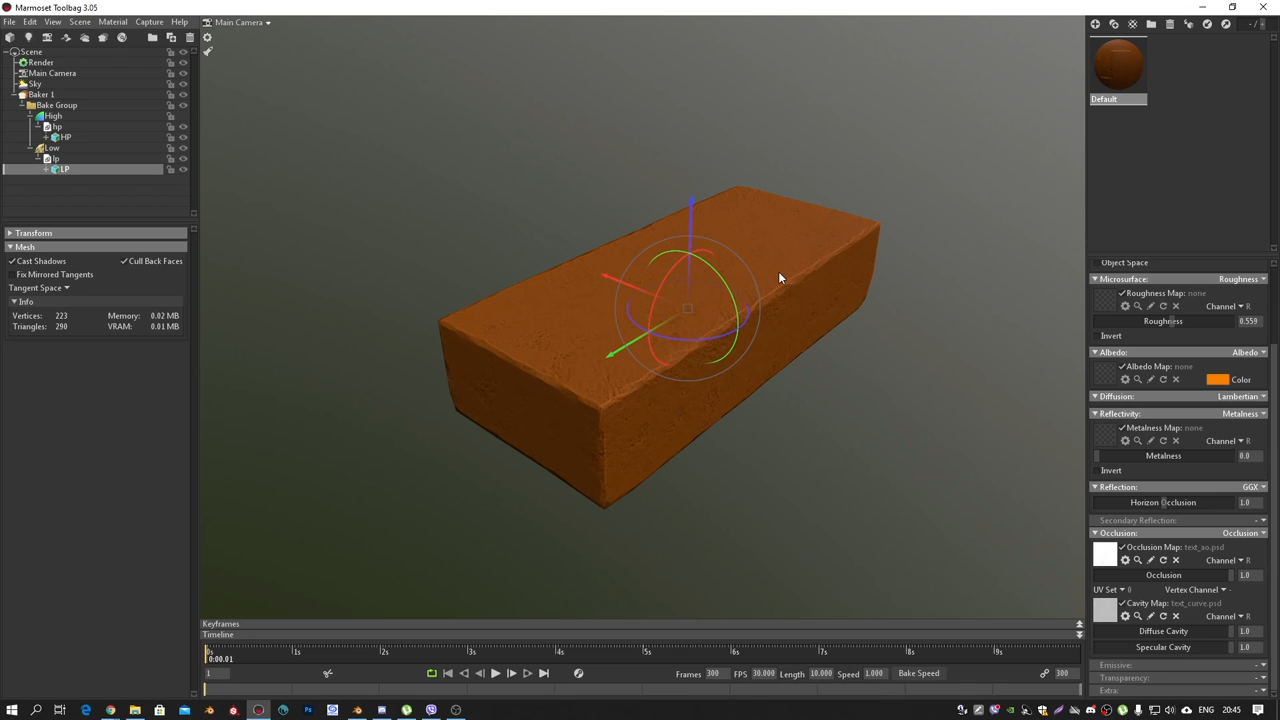 Marmoset Toolbag 3.05
File Edit View Scene Material Capture Help
Main Camera
- /
Scene
Render
Main Camera
Sky
Baker 1
Bake Group
High
hp
HP
Low
lp
LP
Transform
Mesh
Cast Shadows Cull Back Faces
Fix Mirrored Tangents
Tangent Space
Info
Vertices: 223 Memory: 0.02 MB
Triangles: 290 VRAM: 0.01 MB
Default
Object Space
Microsurface: Roughness
Roughness Map: none
Channel R
Roughness 0.559
Invert
Albedo: Albedo
Albedo Map: none
Color
Diffusion: Lambertian
Reflectivity: Metalness
Metalness Map: none
Channel R
Metalness 0.0
Invert
Reflection: GGX
Horizon Occlusion 1.0
Secondary Reflection: -
Occlusion: Occlusion
Occlusion Map: text_ao.psd
Channel R
Occlusion 1.0
UV Set 0 Vertex Channel -
Cavity Map: text_curve.psd
Channel R
Diffuse Cavity 1.0
Specular Cavity 1.0
Emissive: -
Transparency: -
Extra: -
Keyframes
Timeline
0s 1s 2s 3s 4s 5s 6s 7s 8s 9s
0:00.01
1 Frames 300 FPS 30.000 Length 10.000 Speed 1.000 Bake Speed 300
ENG 20:45